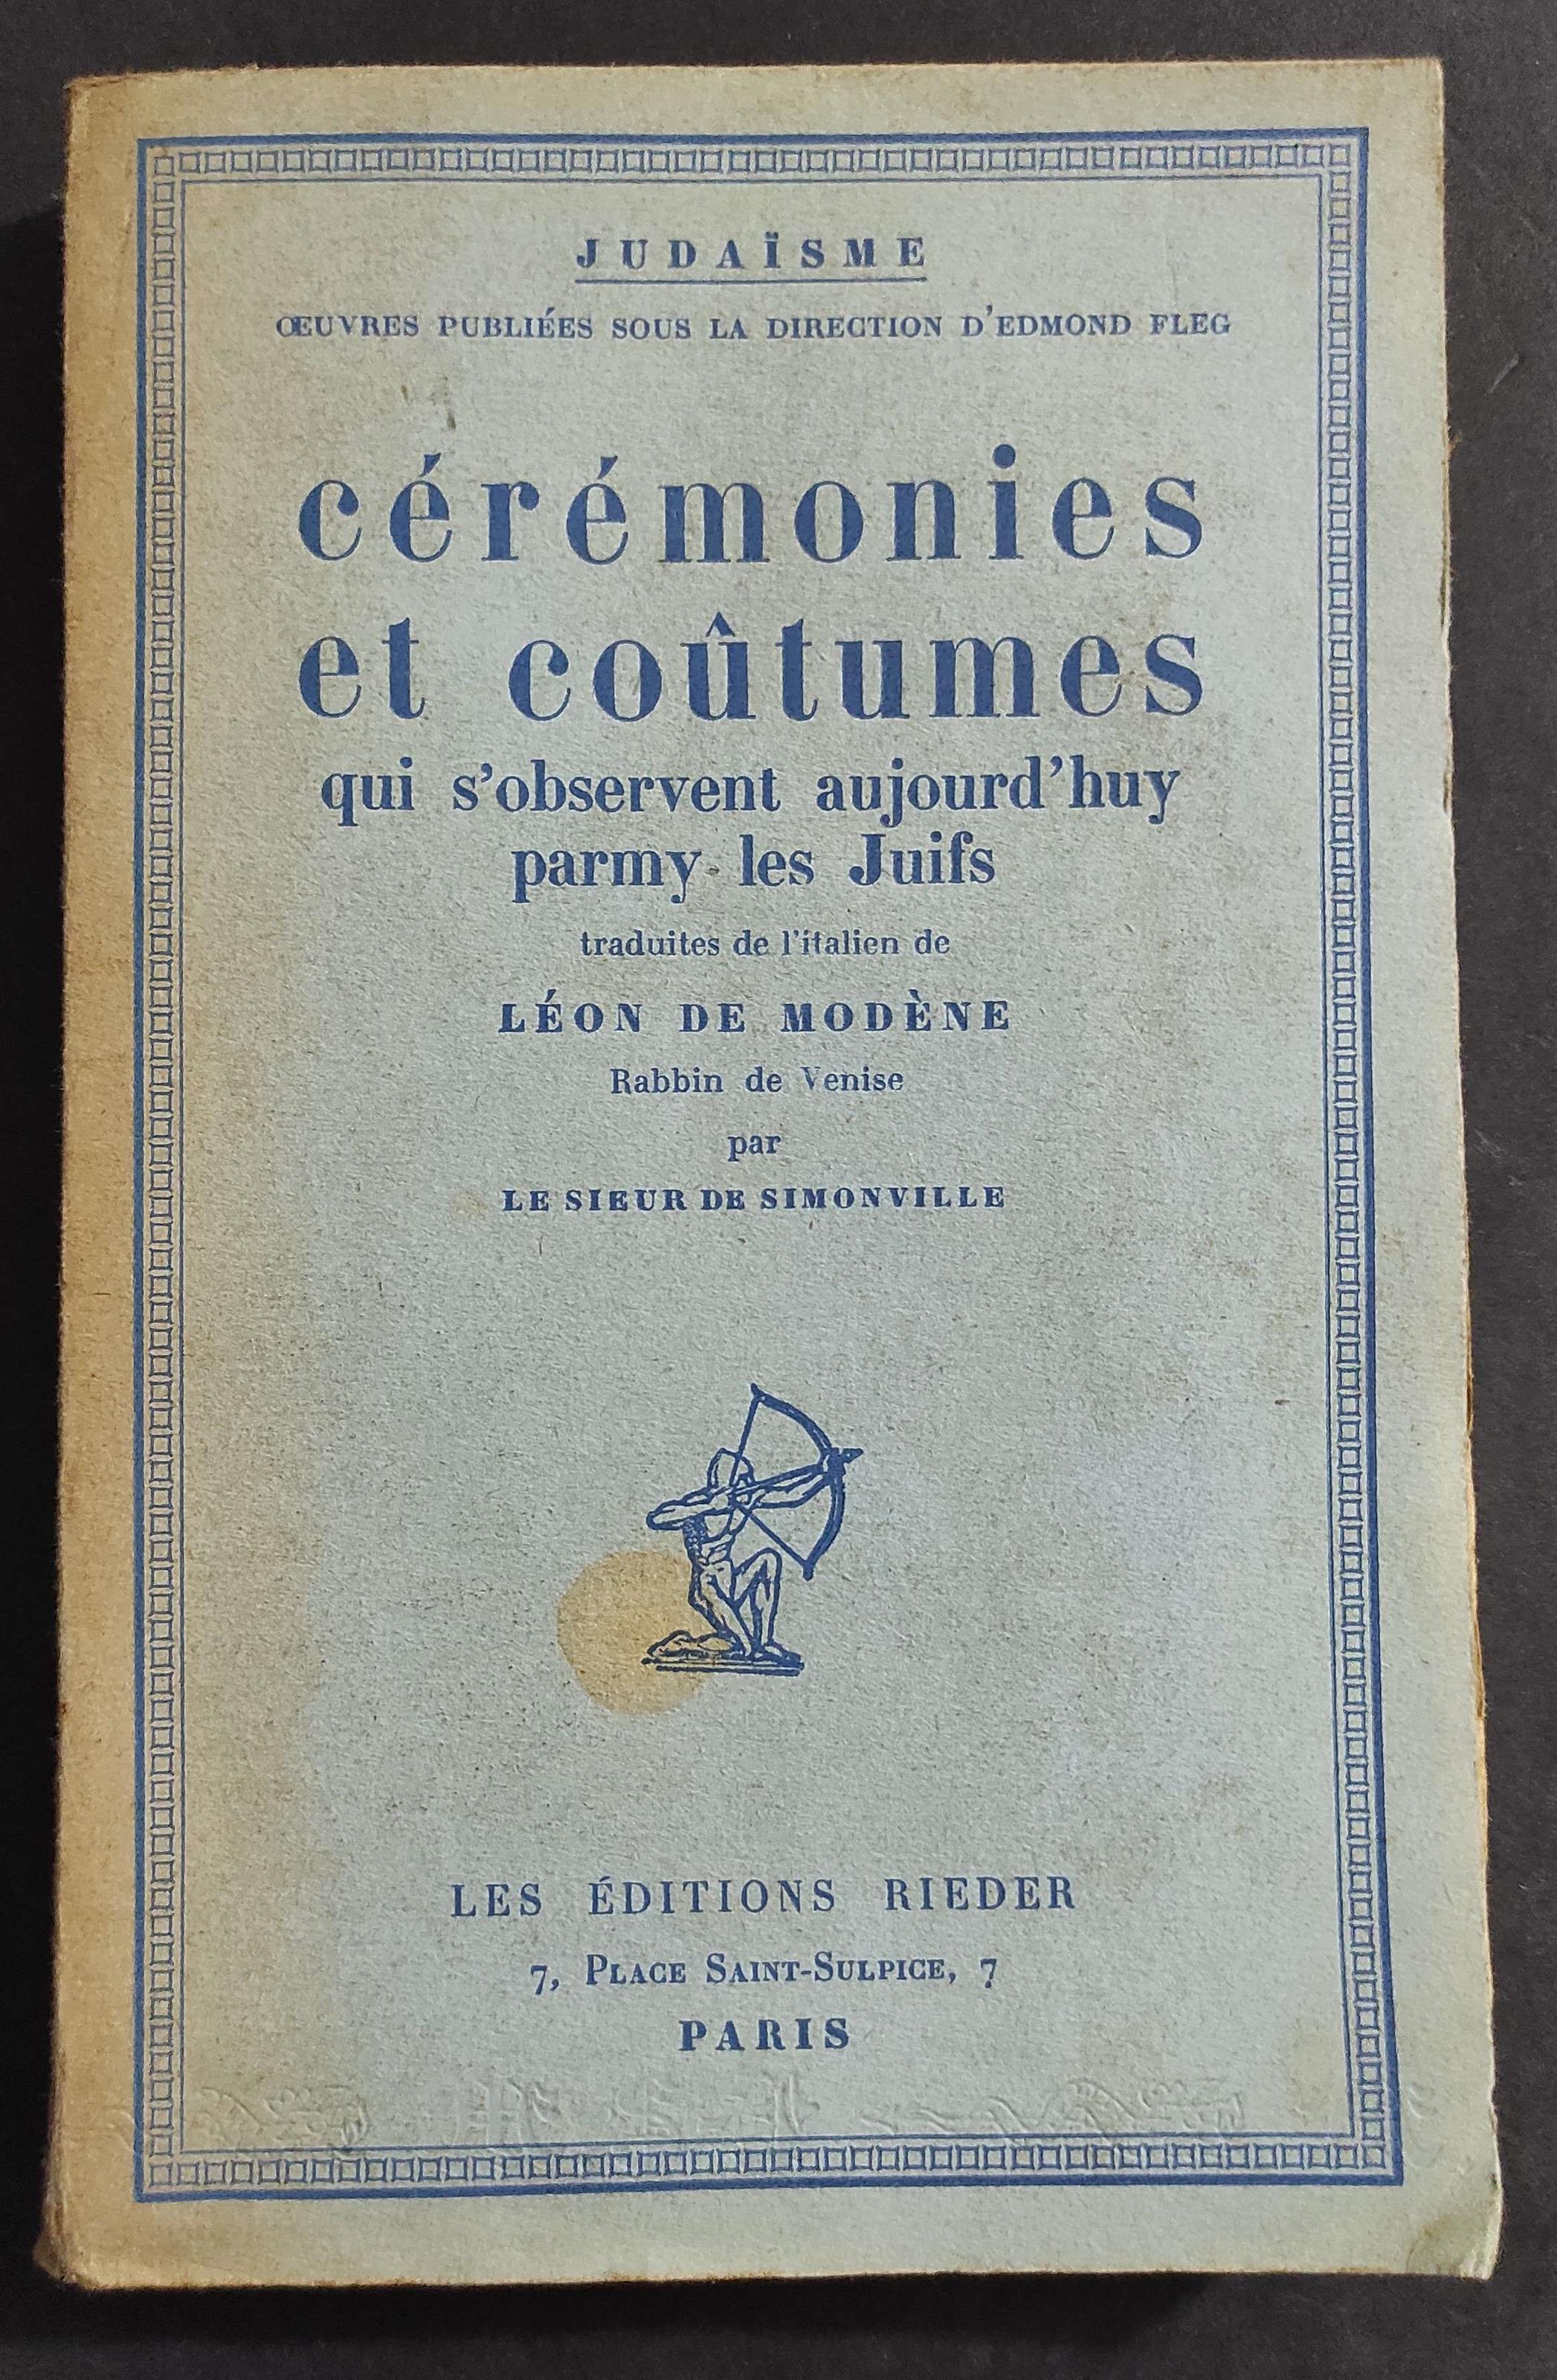 JUDAÏSME
ŒUVRES PUBLIÉES SOUS LA DIRECTION D'EDMOND FLEG
cérémonies
et coûtumes
qui s'observent aujourd'huy
parmy les Juifs
traduites de l'italien de
LÉON DE MODÈNE
Rabbin de Venise
par
LE SIEUR DE SIMONVILLE
LES ÉDITIONS RIEDER
7, PLACE SAINT-SULPICE, 7
PARIS